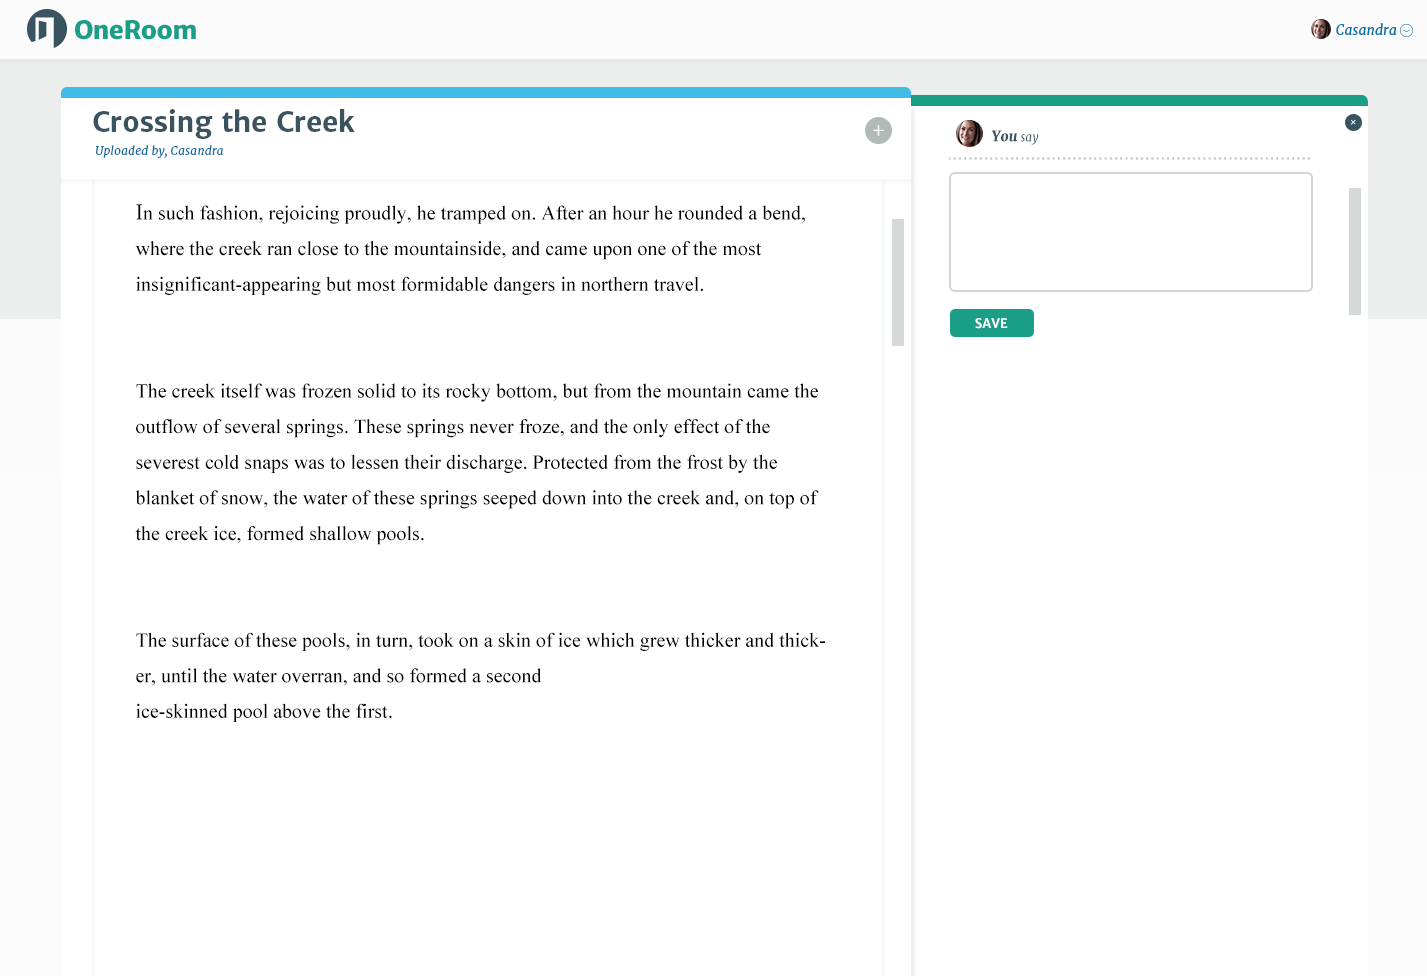 OneRoom
Casandra
Crossing the Creek
Uploaded by, Casandra
In such fashion, rejoicing proudly, he tramped on. After an hour he rounded a bend,
where the creek ran close to the mountainside, and came upon one of the most
insignificant-appearing but most formidable dangers in northern travel.
The creek itself was frozen solid to its rocky bottom, but from the mountain came the
outflow of several springs. These springs never froze, and the only effect of the
severest cold snaps was to lessen their discharge. Protected from the frost by the
blanket of snow, the water of these springs seeped down into the creek and, on top of
the creek ice, formed shallow pools.
The surface of these pools, in turn, took on a skin of ice which grew thicker and thick-
er, until the water overran, and so formed a second
ice-skinned pool above the first.
You say
SAVE